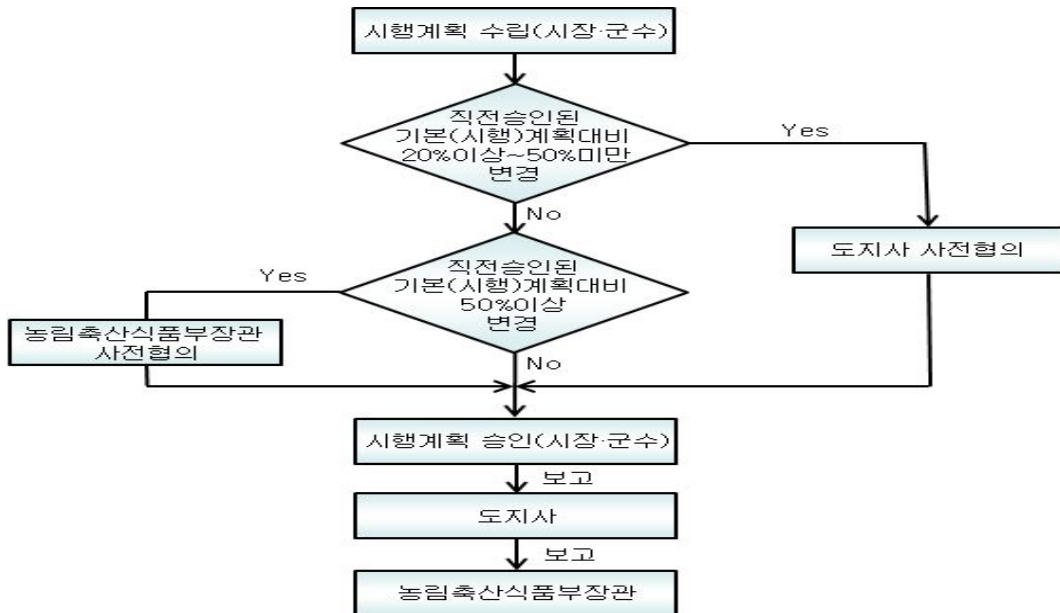 시행계획 수립(시장·군수)
직전승인된
기본(시행)계획대비
20%이상~50%미만
변경
Yes
No
도지사 사전협의
직전승인된
기본(시행)계획대비
50%이상
변경
Yes
농림축산식품부장관
사전협의
No
시행계획 승인(시장·군수)
보고
도지사
보고
농림축산식품부장관